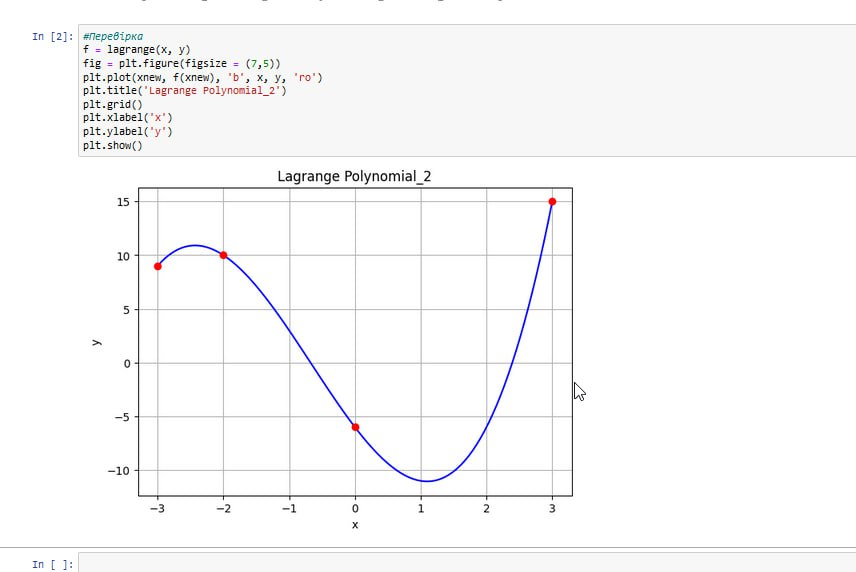 In [2]:
#Перевірка
f = lagrange(x, y)
fig = plt.figure(figsize = (7,5))
plt.plot(xnew, f(xnew), 'b', x, y, 'ro')
plt.title('Lagrange Polynomial_2')
plt.grid()
plt.xlabel('x')
plt.ylabel('y')
plt.show()
Lagrange Polynomial_2
15
10
5
0
−5
−10
y
−3 −2 −1 0 1 2 3
x
In [ ]: